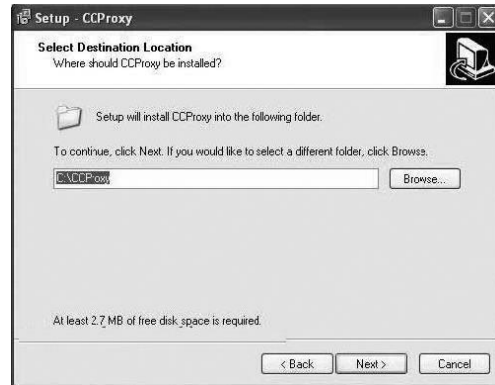 Setup - CCProxy
Select Destination Location
Where should CCProxy be installed?
Setup will install CCProxy into the following folder.
To continue, click Next. If you would like to select a different folder, click Browse.
C:\CCProxy
Browse...
At least 2.7 MB of free disk space is required.
< Back
Next >
Cancel